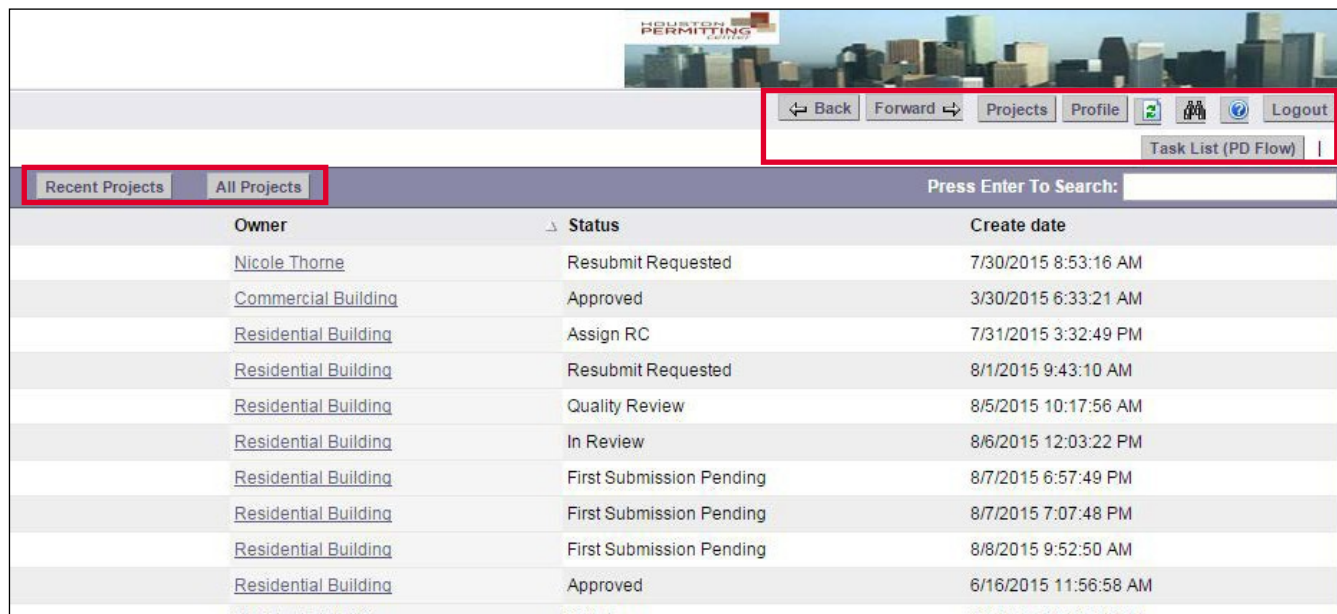 HOUSTON
PERMITTING
Center
Back Forward Projects Profile Logout
Task List (PD Flow) |
Recent Projects All Projects Press Enter To Search:
Owner Status Create date
Nicole Thorne Resubmit Requested 7/30/2015 8:53:16 AM
Commercial Building Approved 3/30/2015 6:33:21 AM
Residential Building Assign RC 7/31/2015 3:32:49 PM
Residential Building Resubmit Requested 8/1/2015 9:43:10 AM
Residential Building Quality Review 8/5/2015 10:17:56 AM
Residential Building In Review 8/6/2015 12:03:22 PM
Residential Building First Submission Pending 8/7/2015 6:57:49 PM
Residential Building First Submission Pending 8/7/2015 7:07:48 PM
Residential Building First Submission Pending 8/8/2015 9:52:50 AM
Residential Building Approved 6/16/2015 11:56:58 AM